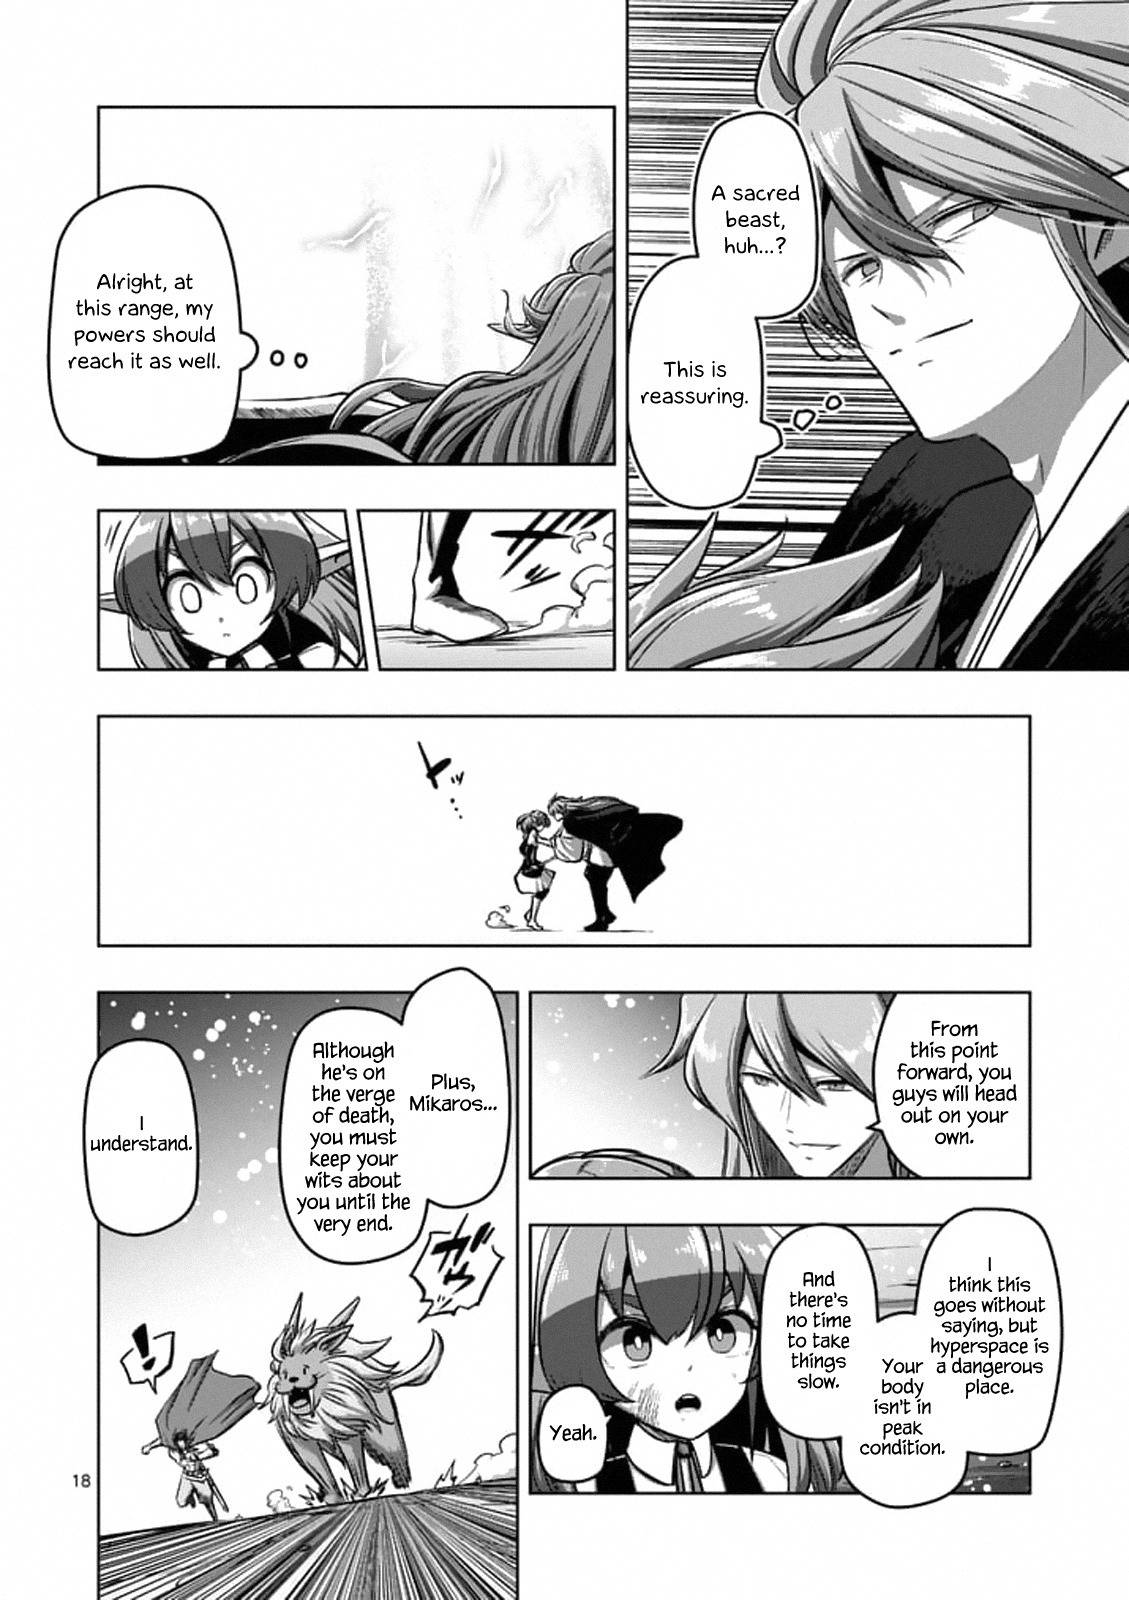 A sacred
beast,
huh...?
This is
reassuring.
Alright, at
this range, my
powers should
reach it as well.
トッ...
From
this point
forward, you
guys will head
out on your
own.
I
think this
goes without
saying, but
hyperspace is
a dangerous
place.
Your
body
isn't in
peak
condition.
And
there's
no time
to take
things
slow.
Yeah.
Plus,
Mikaros...
Although
he's on
the verge
of death,
you must
keep your
wits about
you until the
very end.
I
understand.
!
18